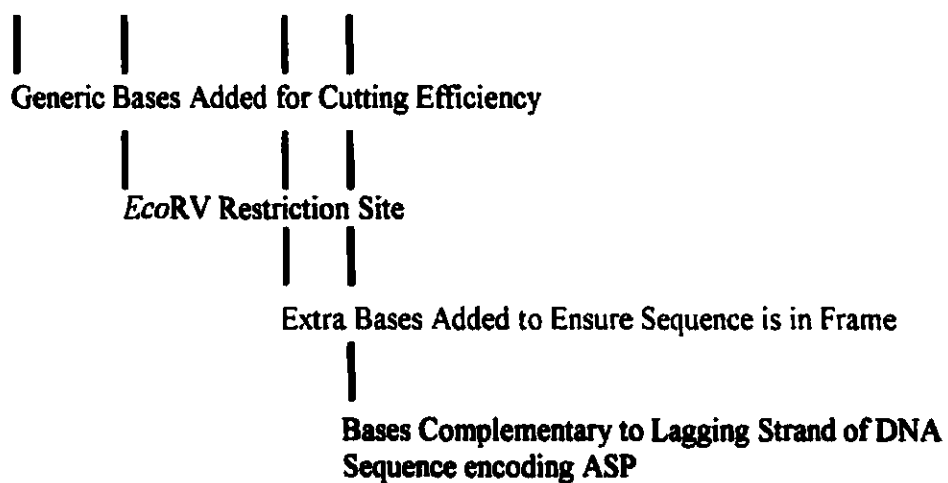 Generic Bases Added for Cutting Efficiency
EcoRV Restriction Site
Extra Bases Added to Ensure Sequence is in Frame
Bases Complementary to Lagging Strand of DNA
Sequence encoding ASP